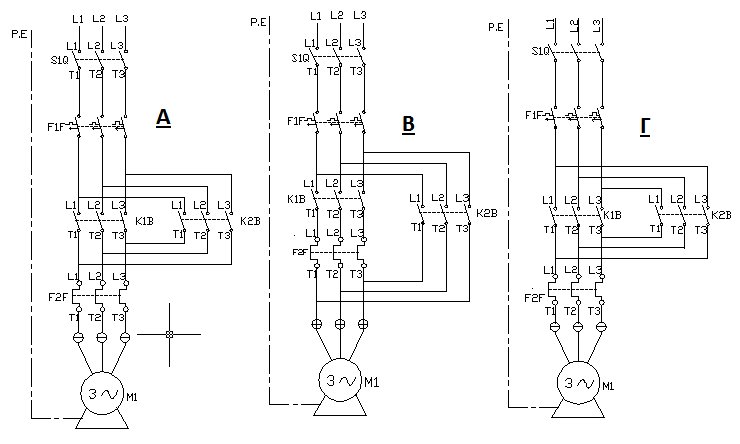 L1 L2 L3
P.E
L1 L2 L3
S1Q
T1 T2 T3
F1F
A
L1 L2 L3
K1B
L1 L2 L3
K2B
T1 T2 T3
T1 T2 T3
L1 L2 L3
F2F
T1 T2 T3
3 M1
L1 L2 L3
P.E
L1 L2 L3
S1Q
T1 T2 T3
F1F
B
L1 L2 L3
K1B
T1 T2 T3
L1 L2 L3
K2B
T1 T2 T3
L1 L2 L3
F2F
T1 T2 T3
3 M1
L1 L2 L3
P.E
S1Q
F1F
Γ
L1 L2 L3
K1B
L1 L2 L3
K2B
T1 T2 T3
T1 T2 T3
L1 L2 L3
F2F
T1 T2 T3
3 M1